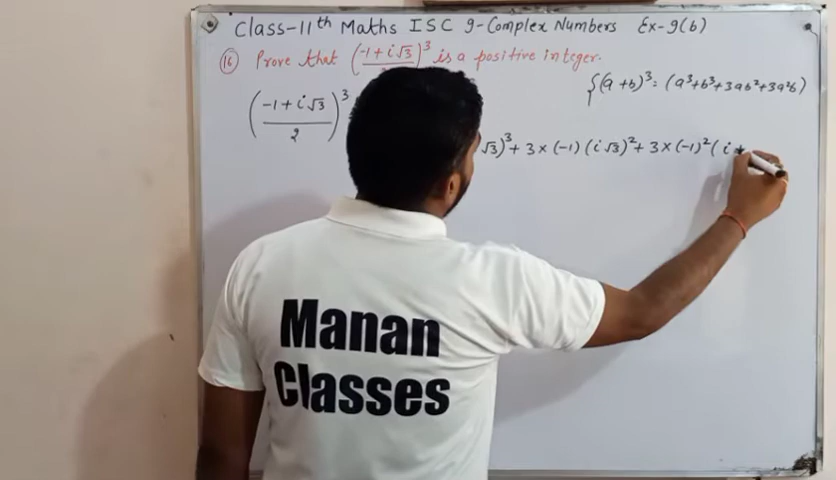 Class-11th Maths ISC 9-Complex Numbers Ex-9(b)
(16) Prove that (-1+i√3)³ is a positive integer.
{(a+b)³ = (a³+b³+3ab²+3a²b)
((-1+i√3)/2)³
√3)³ + 3×(-1)(i√3)² + 3×(-1)²(i
Manan
Classes